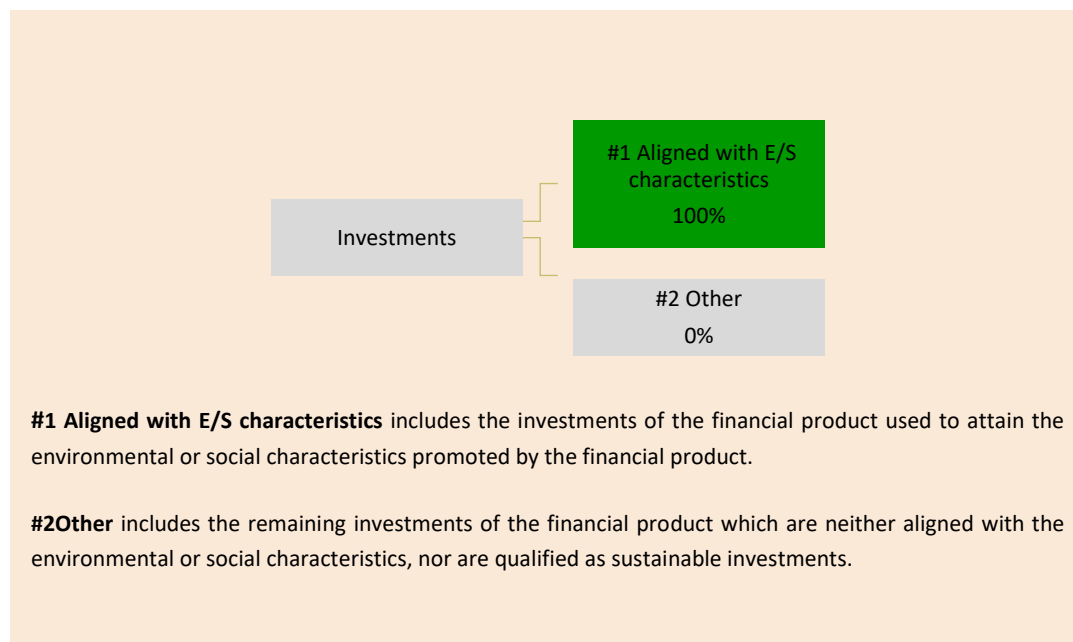 #1 Aligned with E/S
characteristics
100%
Investments
#2 Other
0%
#1 Aligned with E/S characteristics includes the investments of the financial product used to attain the
environmental or social characteristics promoted by the financial product.
#2Other includes the remaining investments of the financial product which are neither aligned with the
environmental or social characteristics, nor are qualified as sustainable investments.